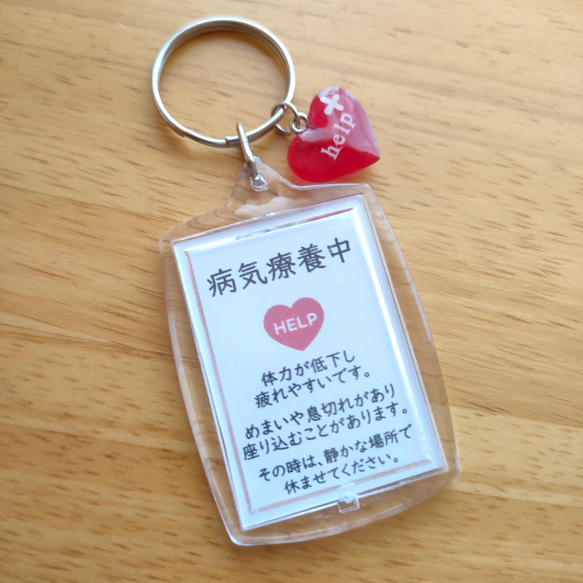 help
病気療養中
HELP
体力が低下し
疲れやすいです。
めまいや息切れがあり
座り込むことがあります。
その時は、静かな場所で
休ませてください。